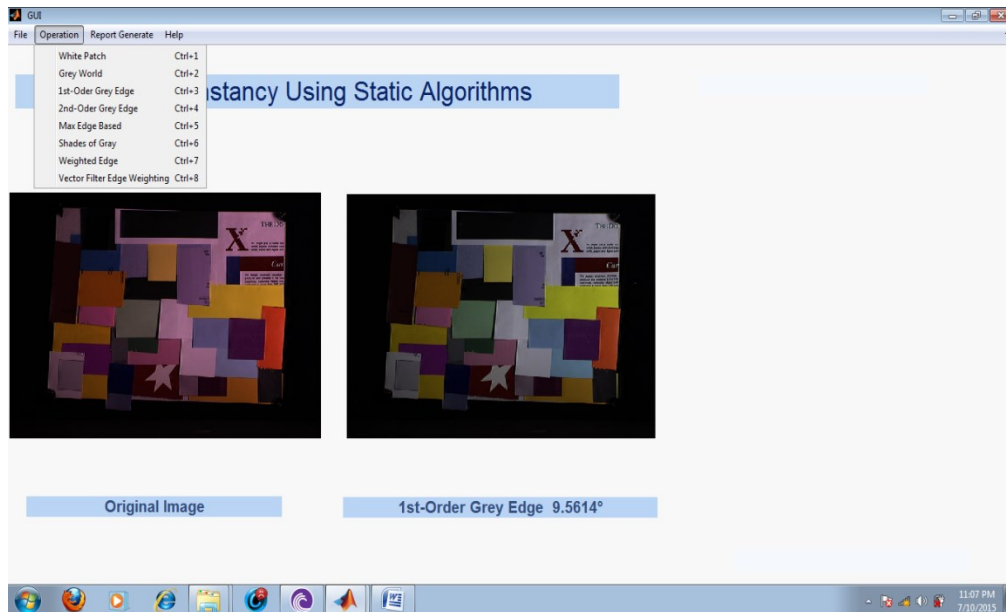 GUI
File Operation Report Generate Help
White Patch Ctrl+1
Grey World Ctrl+2
1st-Oder Grey Edge Ctrl+3
2nd-Oder Grey Edge Ctrl+4
Max Edge Based Ctrl+5
Shades of Gray Ctrl+6
Weighted Edge Ctrl+7
Vector Filter Edge Weighting Ctrl+8
stancy Using Static Algorithms
X
X
Original Image
1st-Order Grey Edge 9.5614°
11:07 PM
7/10/2015